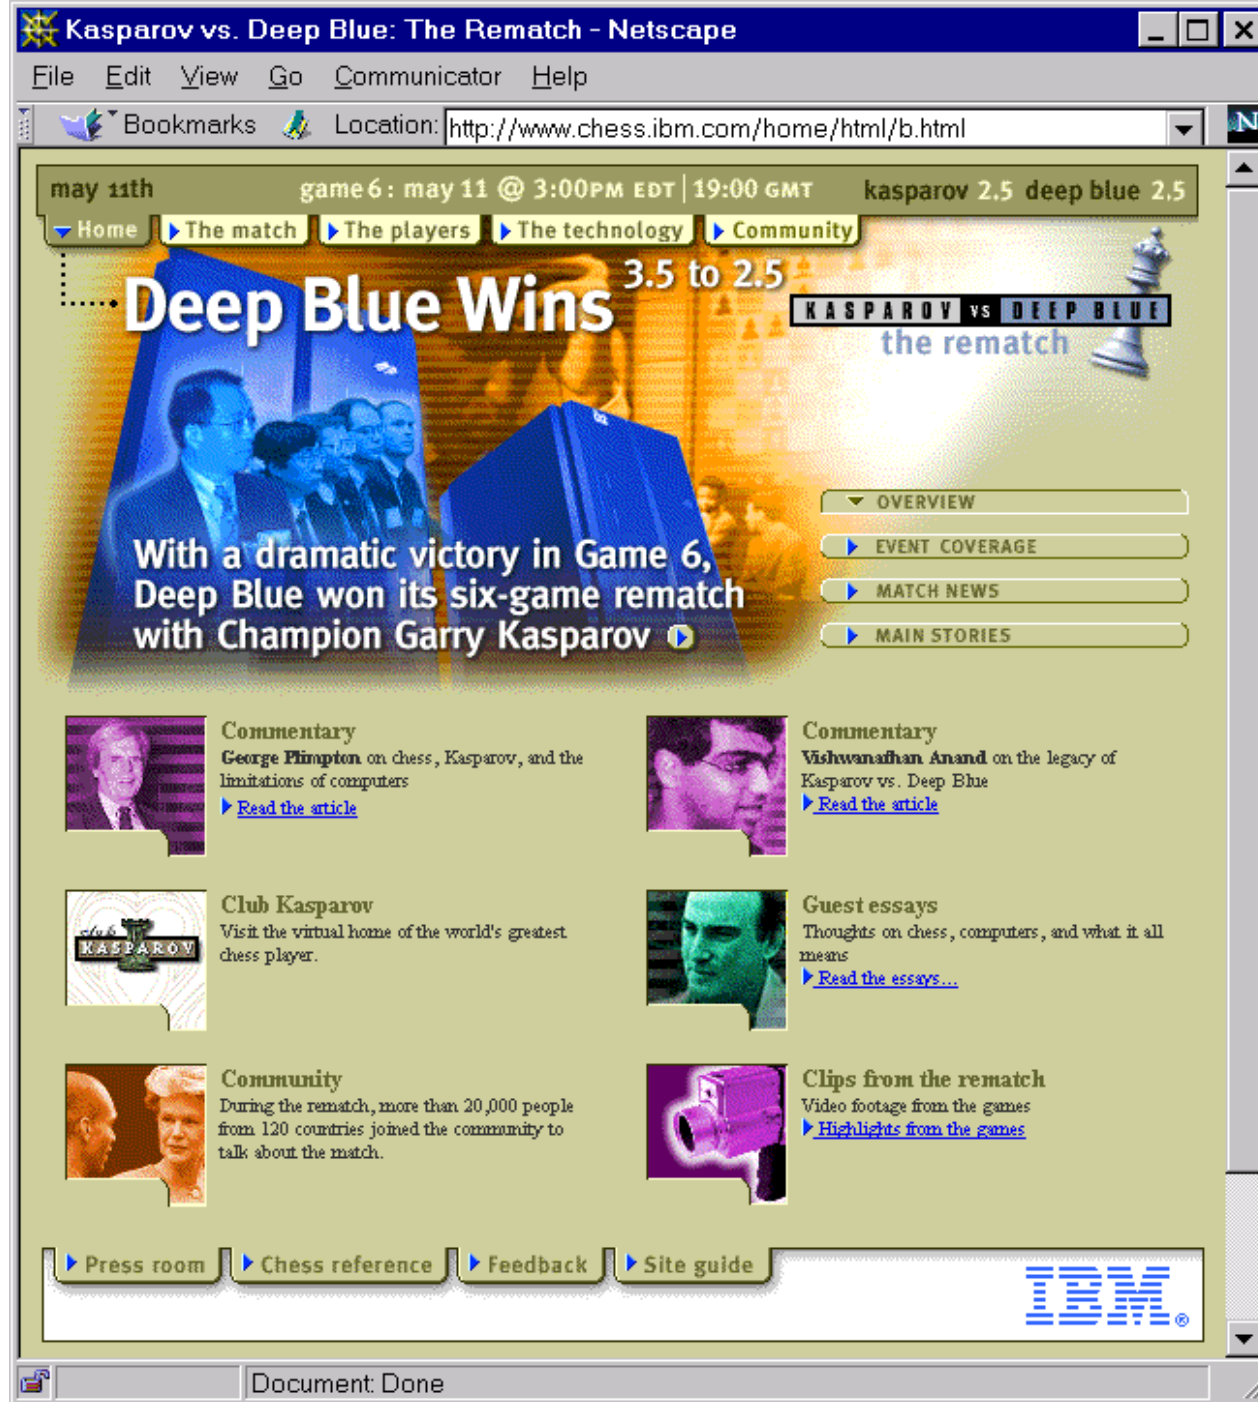 Kasparov vs. Deep Blue: The Rematch - Netscape
File Edit View Go Communicator Help
Bookmarks Location: http://www.chess.ibm.com/home/html/b.html N
may 11th game 6: may 11 @ 3:00PM EDT | 19:00 GMT kasparov 2.5 deep blue 2.5
Home The match The players The technology Community
Deep Blue Wins 3.5 to 2.5
KASPAROV VS DEEP BLUE
the rematch
With a dramatic victory in Game 6,
Deep Blue won its six-game rematch
with Champion Garry Kasparov
OVERVIEW
EVENT COVERAGE
MATCH NEWS
MAIN STORIES
Commentary
George Plimpton on chess, Kasparov, and the
limitations of computers
Read the article
Commentary
Vishwanathan Anand on the legacy of
Kasparov vs. Deep Blue
Read the article
club
KASPAROV
Club Kasparov
Visit the virtual home of the world's greatest
chess player.
Guest essays
Thoughts on chess, computers, and what it all
means
Read the essays...
Community
During the rematch, more than 20,000 people
from 120 countries joined the community to
talk about the match.
Clips from the rematch
Video footage from the games
Highlights from the games
Press room Chess reference Feedback Site guide
IBM®
Document: Done